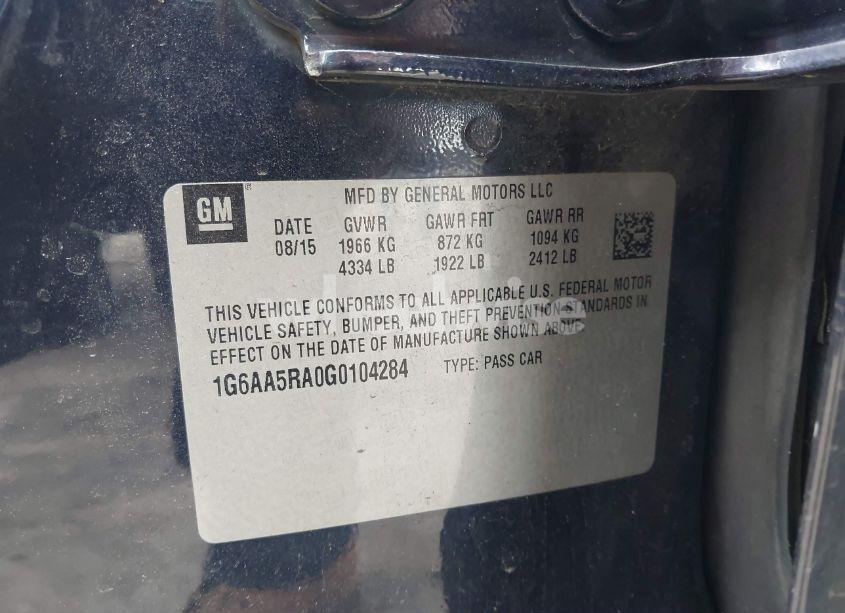 GM
MFD BY GENERAL MOTORS LLC
DATE GVWR GAWR FRT GAWR RR
08/15 1966 KG 872 KG 1094 KG
4334 LB 1922 LB 2412 LB
THIS VEHICLE CONFORMS TO ALL APPLICABLE U.S. FEDERAL MOTOR
VEHICLE SAFETY, BUMPER, AND THEFT PREVENTION STANDARDS IN
EFFECT ON THE DATE OF MANUFACTURE SHOWN ABOVE
1G6AA5RA0G0104284 TYPE: PASS CAR